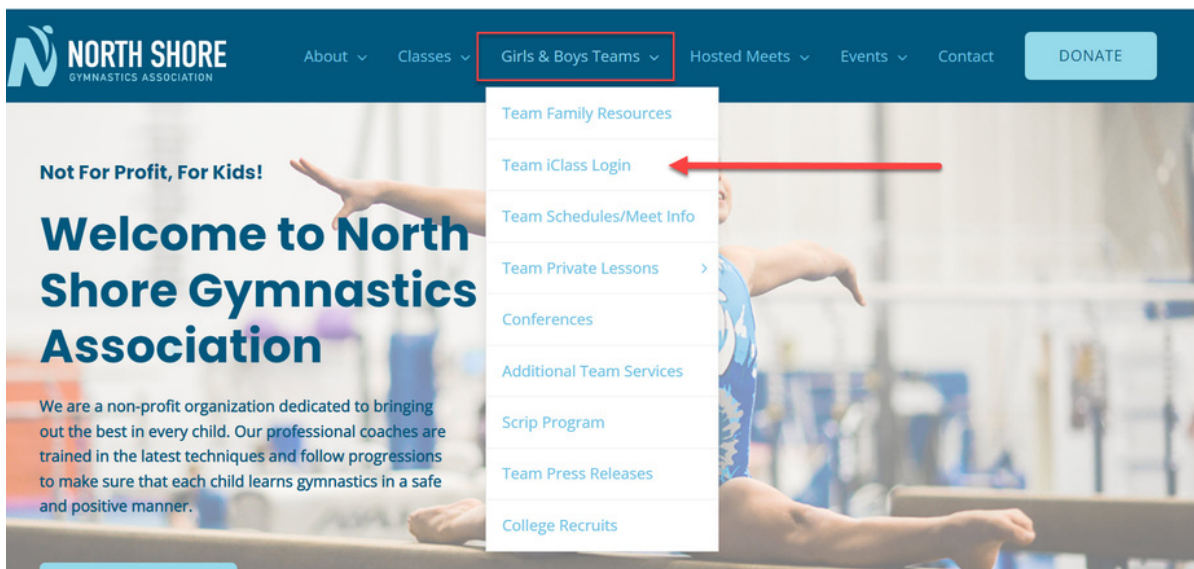 NORTH SHORE
GYMNASTICS ASSOCIATION
About
Classes
Girls & Boys Teams
Hosted Meets
Events
Contact
DONATE
Not For Profit, For Kids!
Welcome to North
Shore Gymnastics
Association
We are a non-profit organization dedicated to bringing
out the best in every child. Our professional coaches are
trained in the latest techniques and follow progressions
to make sure that each child learns gymnastics in a safe
and positive manner.
Team Family Resources
Team iClass Login
Team Schedules/Meet Info
Team Private Lessons
Conferences
Additional Team Services
Scrip Program
Team Press Releases
College Recruits